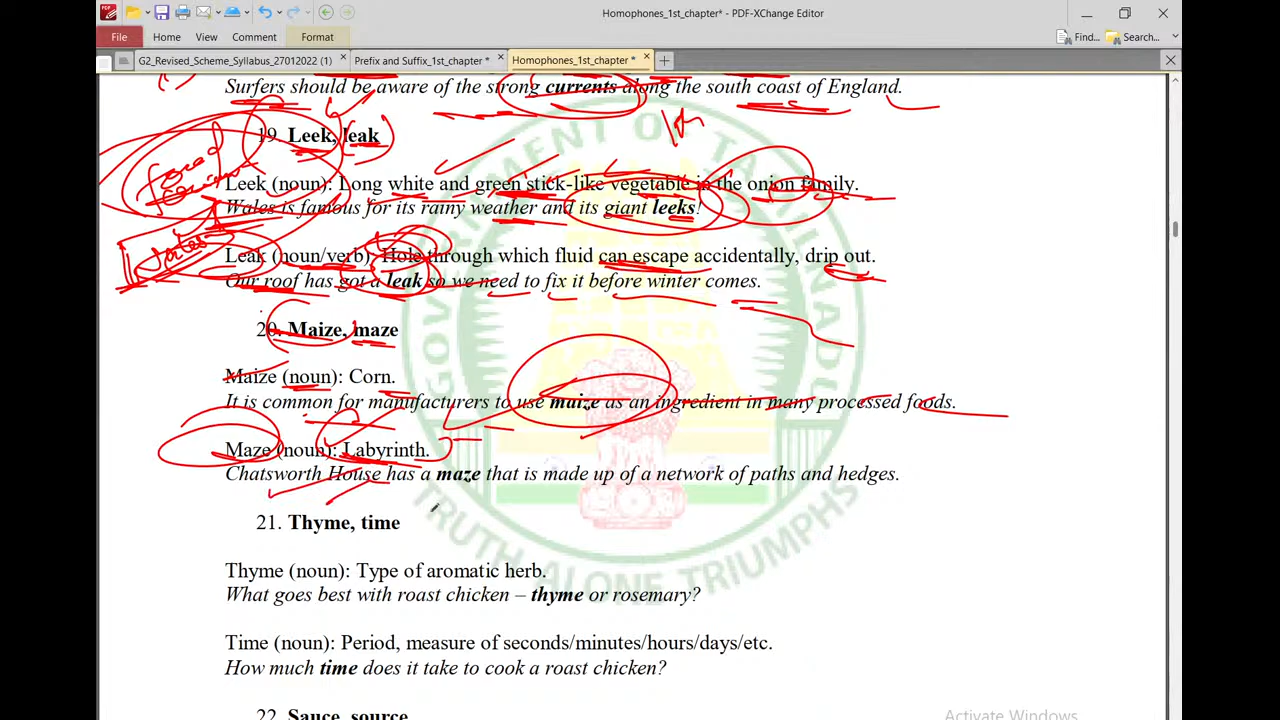 Homophones_1st_chapter* - PDF-XChange Editor
File Home View Comment Format Find... Search...
G2_Revised_Scheme_Syllabus_27012022 (1) Prefix and Suffix_1st_chapter * Homophones_1st_chapter *
Surfers should be aware of the strong currents along the south coast of England.
19. Leek, leak
Leek (noun): Long white and green stick-like vegetable in the onion family.
Wales is famous for its rainy weather and its giant leeks!
Leak (noun/verb): Hole through which fluid can escape accidentally, drip out.
Our roof has got a leak so we need to fix it before winter comes.
20. Maize, maze
Maize (noun): Corn.
It is common for manufacturers to use maize as an ingredient in many processed foods.
Maze (noun): Labyrinth.
Chatsworth House has a maze that is made up of a network of paths and hedges.
21. Thyme, time
Thyme (noun): Type of aromatic herb.
What goes best with roast chicken – thyme or rosemary?
Time (noun): Period, measure of seconds/minutes/hours/days/etc.
How much time does it take to cook a roast chicken?
22. Sauce, source
Activate Windows
GOVERNMENT OF TAMILNADU
TRUTH ALONE TRIUMPHS